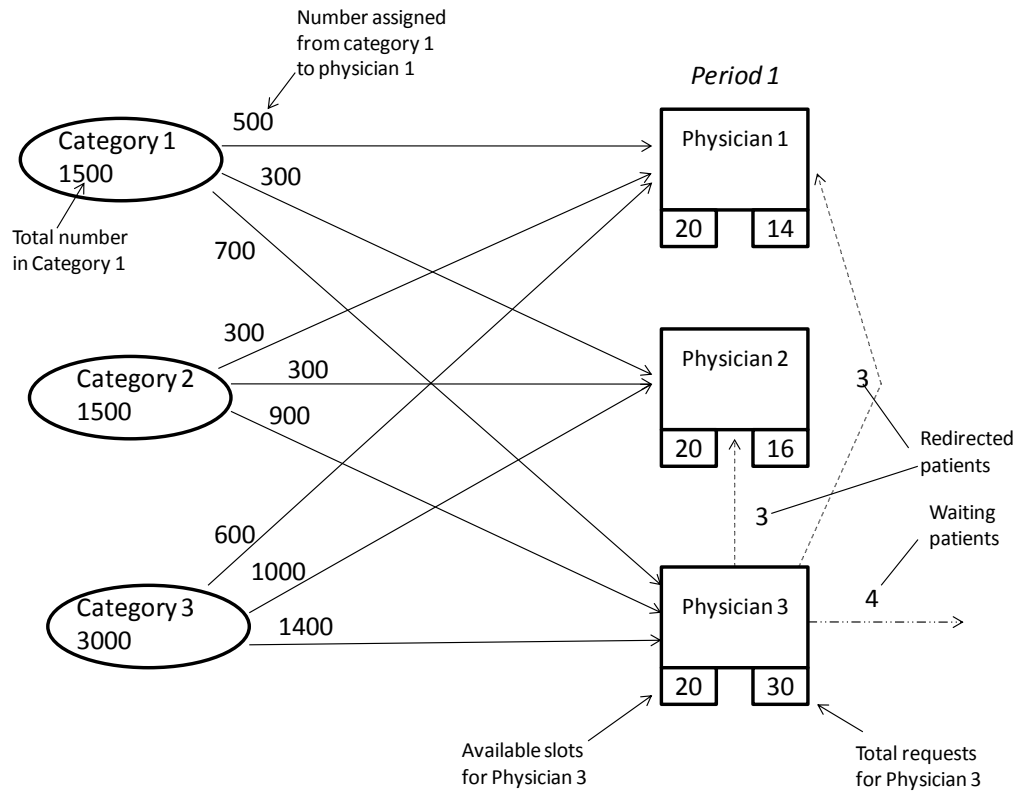 Number assigned
from category 1
to physician 1
Period 1
Category 1
1500
500
300
700
Total number
in Category 1
Physician 1
20
14
Category 2
1500
300
300
900
Physician 2
20
16
3
Redirected
patients
3
Waiting
patients
Category 3
3000
600
1000
1400
Physician 3
20
30
4
Available slots
for Physician 3
Total requests
for Physician 3